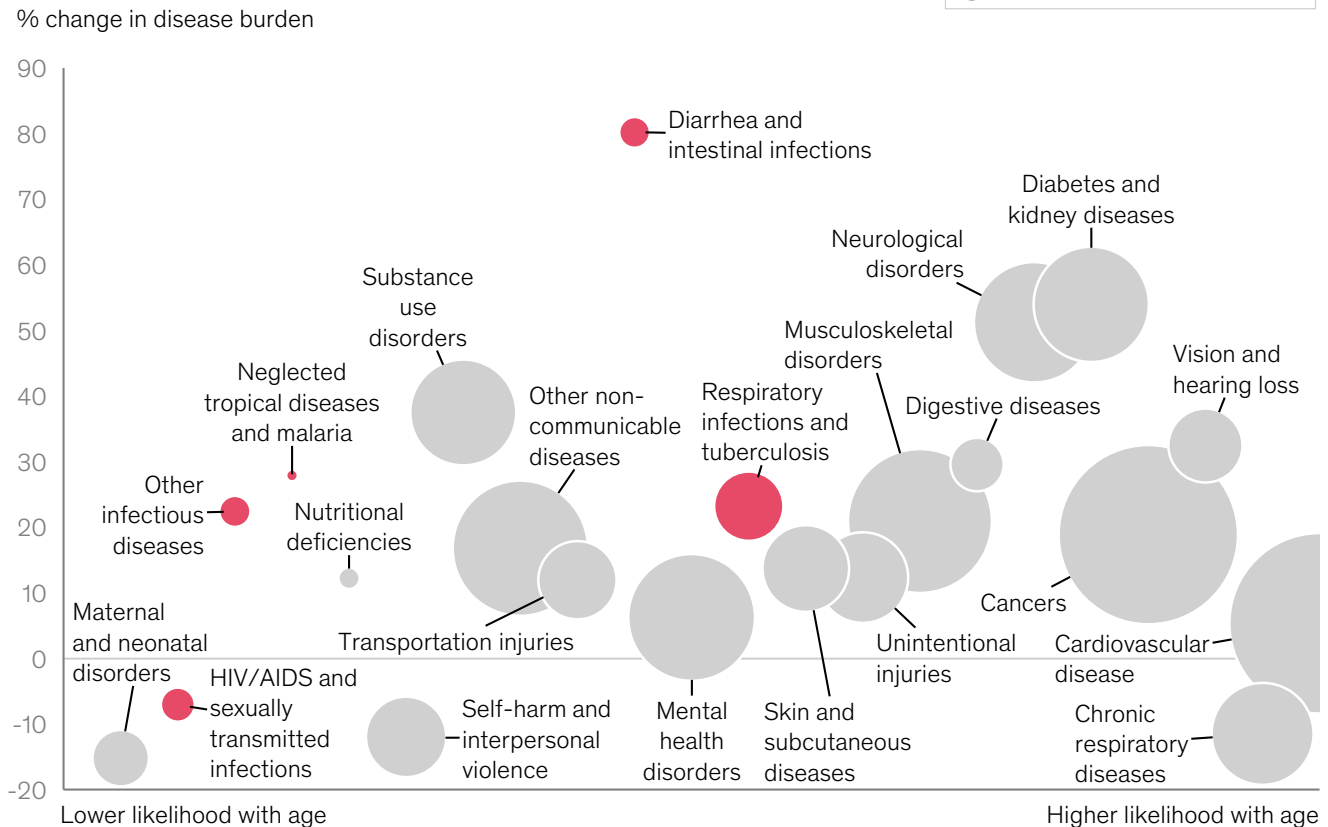 % change in disease burden
90
80
70
60
50
40
30
20
10
0
-10
-20
Diarrhea and
intestinal infections
Diabetes and
kidney diseases
Neurological
disorders
Substance
use
disorders
Musculoskeletal
disorders
Vision and
hearing loss
Neglected
tropical diseases
and malaria
Other non-
communicable
diseases
Respiratory
infections and
tuberculosis
Digestive diseases
Other
infectious
diseases
Nutritional
deficiencies
Maternal
and neonatal
disorders
Transportation injuries
Cancers
Unintentional
injuries
Cardiovascular
disease
HIV/AIDS and
sexually
transmitted
infections
Self-harm and
interpersonal
violence
Mental
health
disorders
Skin and
subcutaneous
diseases
Chronic
respiratory
diseases
Lower likelihood with age
Higher likelihood with age